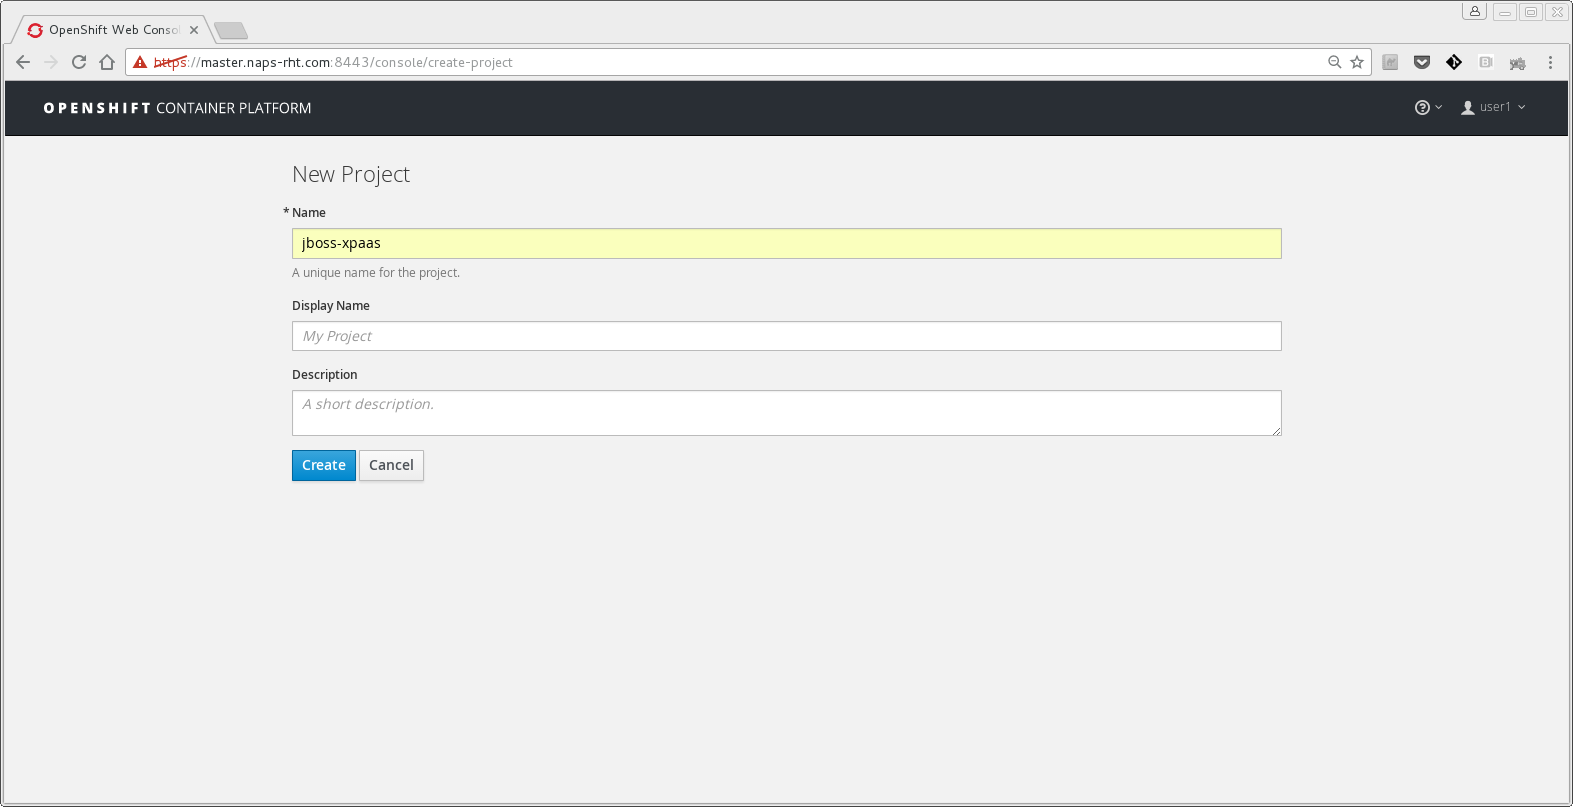 OpenShift Web Conso
https://master.naps-rht.com:8443/console/create-project
OPENSHIFT CONTAINER PLATFORM
user1
New Project
* Name
jboss-xpaas
A unique name for the project.
Display Name
My Project
Description
A short description.
Create Cancel